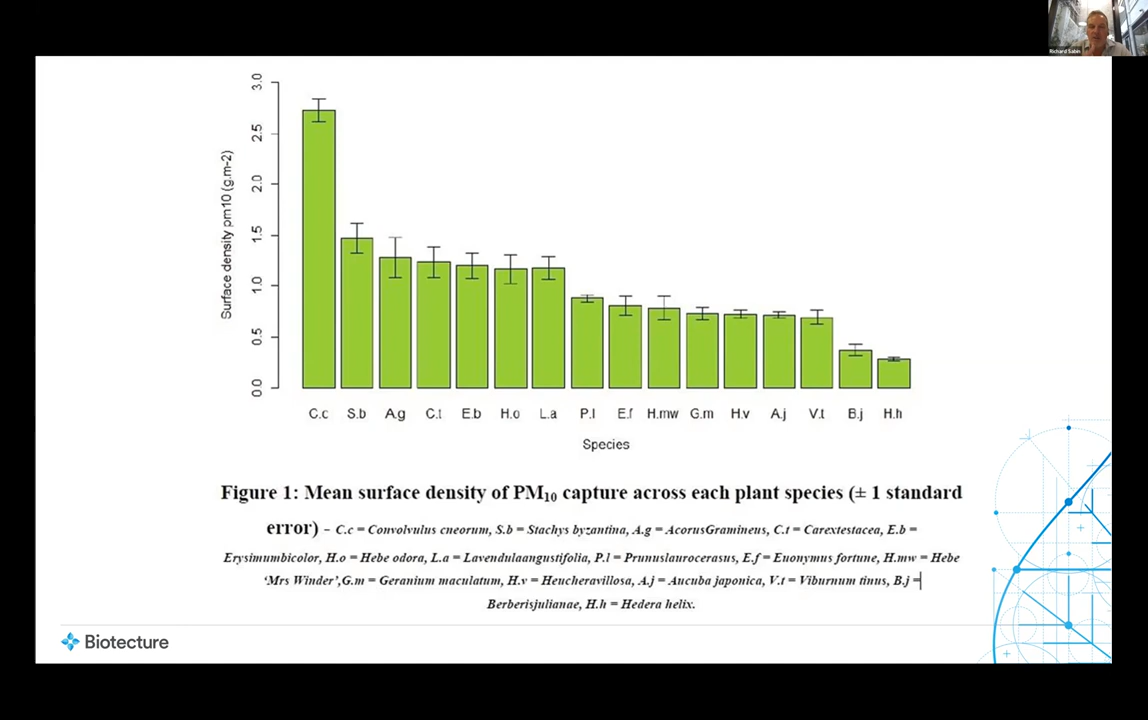 Richard Sabin
Surface density pm10 (g.m-2)
3.0
2.5
2.0
1.5
1.0
0.5
0.0
C.c S.b A.g C.t E.b H.o L.a P.l E.f H.mw G.m H.v A.j V.t B.j H.h
Species
Figure 1: Mean surface density of PM10 capture across each plant species (± 1 standard
error) – C.c = Convolvulus cneorum, S.b = Stachys byzantina, A.g = AcorusGramineus, C.t = Carextestacea, E.b =
Erysimumbicolor, H.o = Hebe odora, L.a = Lavendulaangustifolia, P.l = Prunuslaurocerasus, E.f = Euonymus fortune, H.mw = Hebe
‘Mrs Winder’,G.m = Geranium maculatum, H.v = Heucheravillosa, A.j = Aucuba japonica, V.t = Viburnum tinus, B.j =
Berberisjulianae, H.h = Hedera helix.
Biotecture